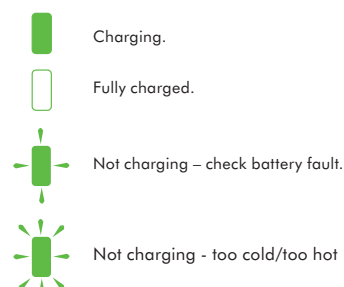 Charging.
Fully charged.
Not charging – check battery fault.
Not charging - too cold/too hot